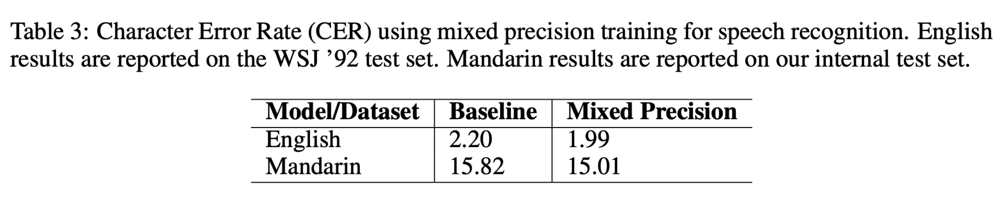 Table 3: Character Error Rate (CER) using mixed precision training for speech recognition. English
results are reported on the WSJ ’92 test set. Mandarin results are reported on our internal test set.
Model/Dataset Baseline Mixed Precision
English 2.20 1.99
Mandarin 15.82 15.01